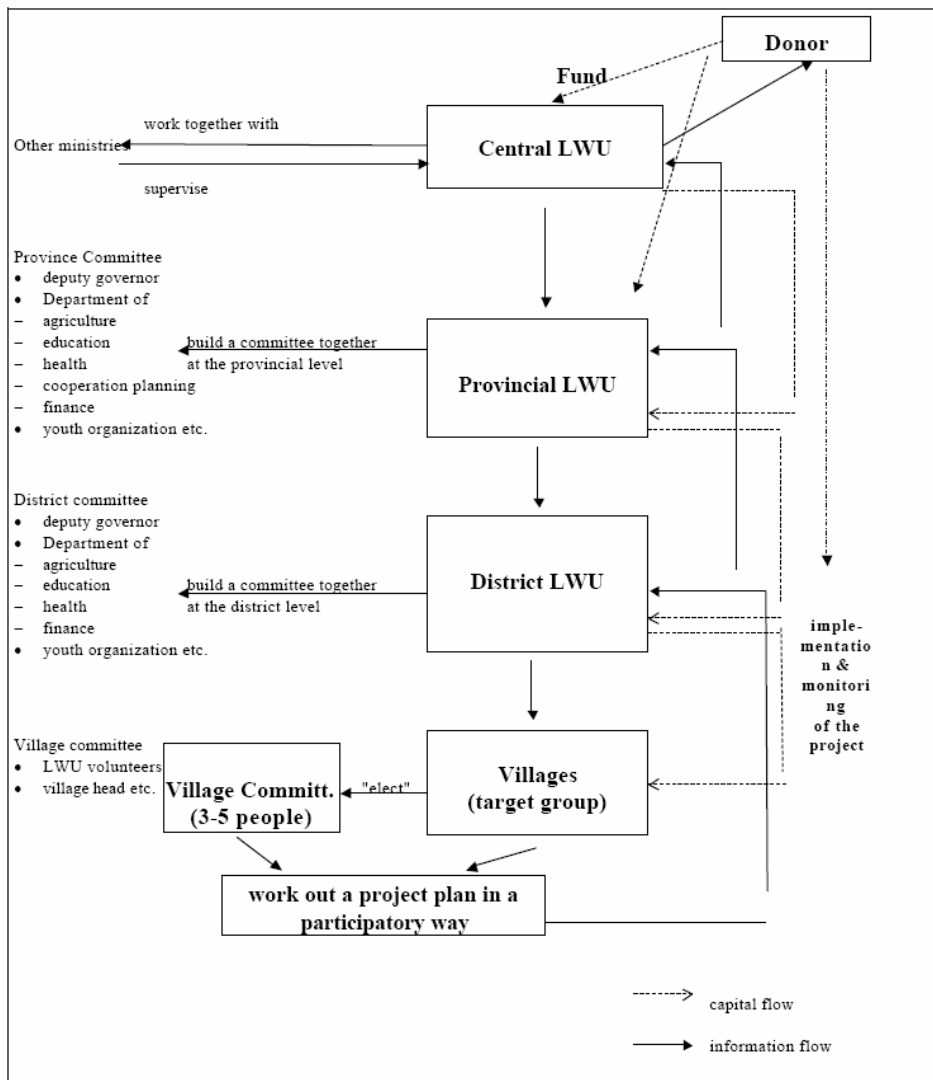 Donor
Fund
work together with
Other ministries
Central LWU
supervise
Province Committee
• deputy governor
• Department of
– agriculture
– education
– health
– cooperation planning
– finance
• youth organization etc.
build a committee together
at the provincial level
Provincial LWU
District committee
• deputy governor
• Department of
– agriculture
– education
– health
– finance
• youth organization etc.
build a committee together
at the district level
District LWU
imple-
mentatio
n &
monitori
ng
of the
project
Village committee
• LWU volunteers
• village head etc.
Village Committ.
(3-5 people)
"elect"
Villages
(target group)
work out a project plan in a
participatory way
capital flow
information flow